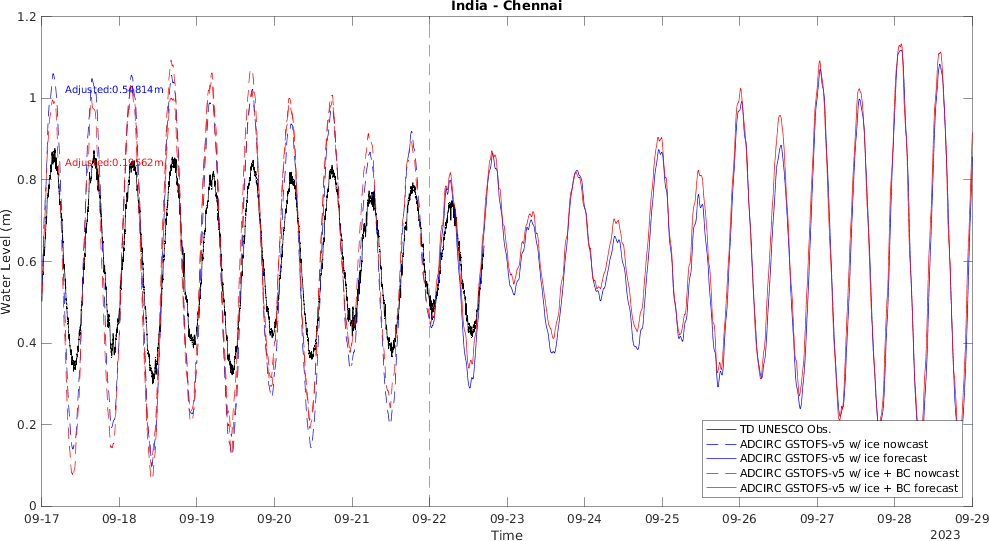 India - Chennai
1.2
1
0.8
0.6
0.4
0.2
0
Water Level (m)
Adjusted:0.54814m
Adjusted:0.19562m
TD UNESCO Obs.
ADCIRC GSTOFS-v5 w/ ice nowcast
ADCIRC GSTOFS-v5 w/ ice forecast
ADCIRC GSTOFS-v5 w/ ice + BC nowcast
ADCIRC GSTOFS-v5 w/ ice + BC forecast
09-17 09-18 09-19 09-20 09-21 09-22 09-23 09-24 09-25 09-26 09-27 09-28 09-29
Time
2023